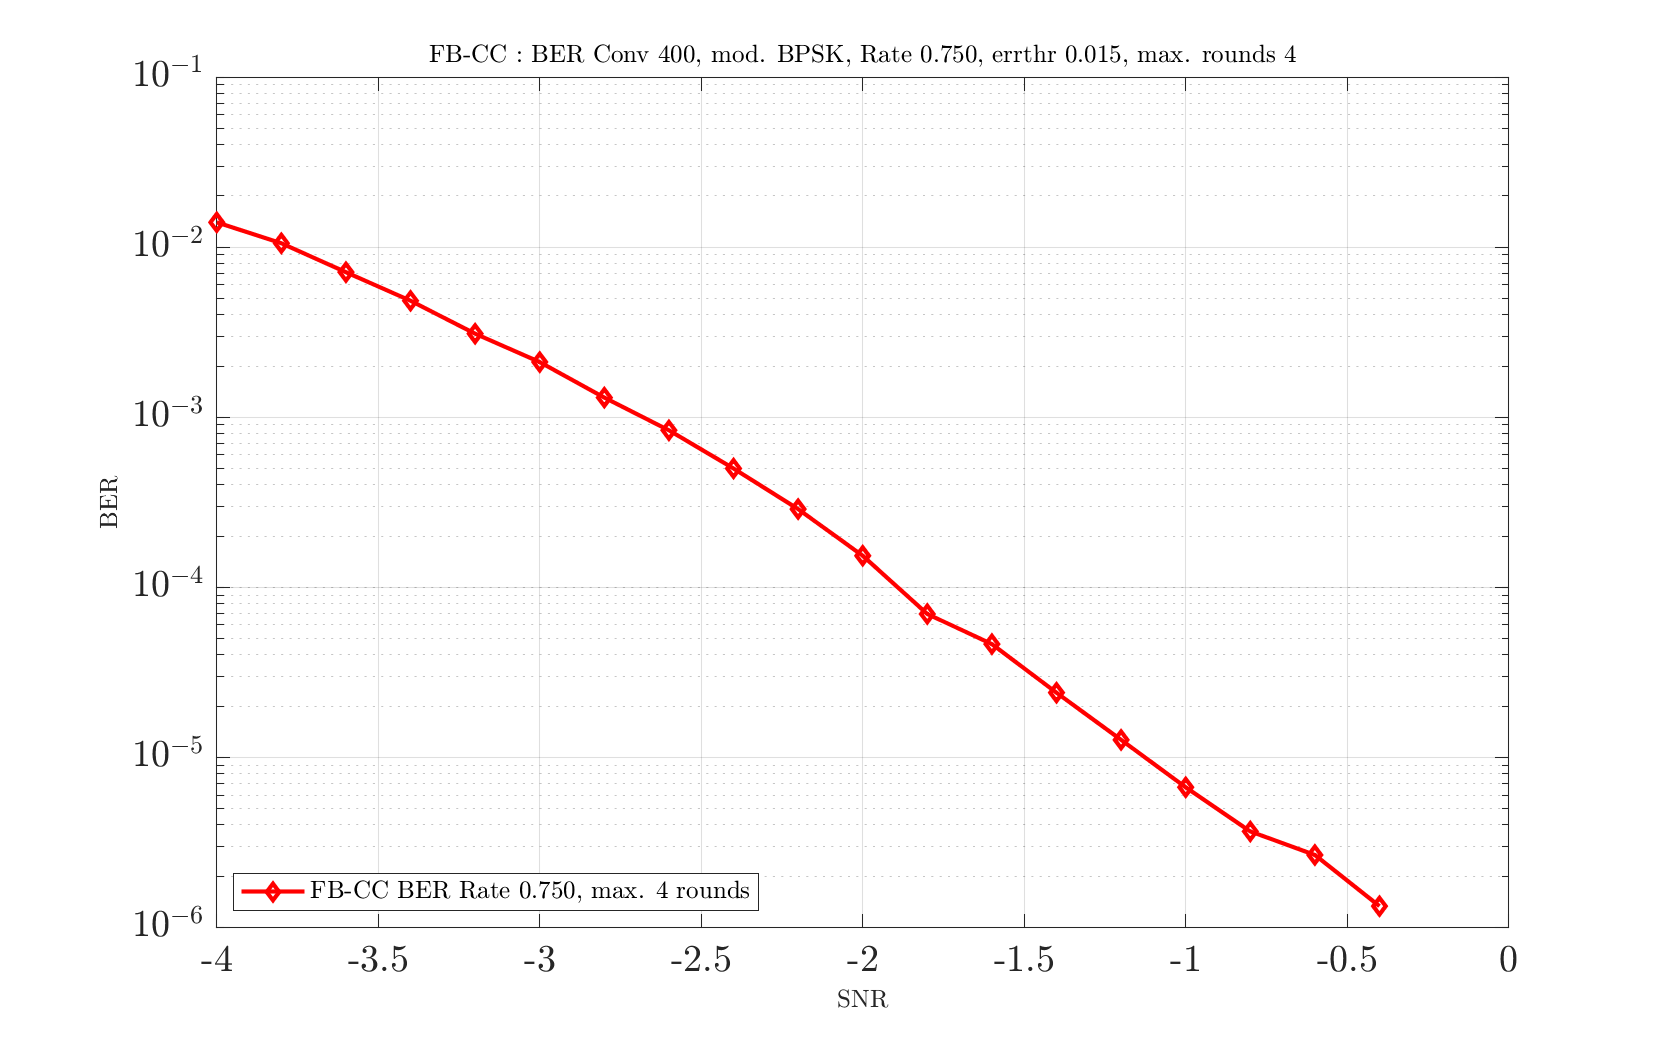 FB-CC : BER Conv 400, mod. BPSK, Rate 0.750, errthr 0.015, max. rounds 4
10^{-1}
10^{-2}
10^{-3}
BER
10^{-4}
10^{-5}
FB-CC BER Rate 0.750, max. 4 rounds
10^{-6}
-4 -3.5 -3 -2.5 -2 -1.5 -1 -0.5 0
SNR